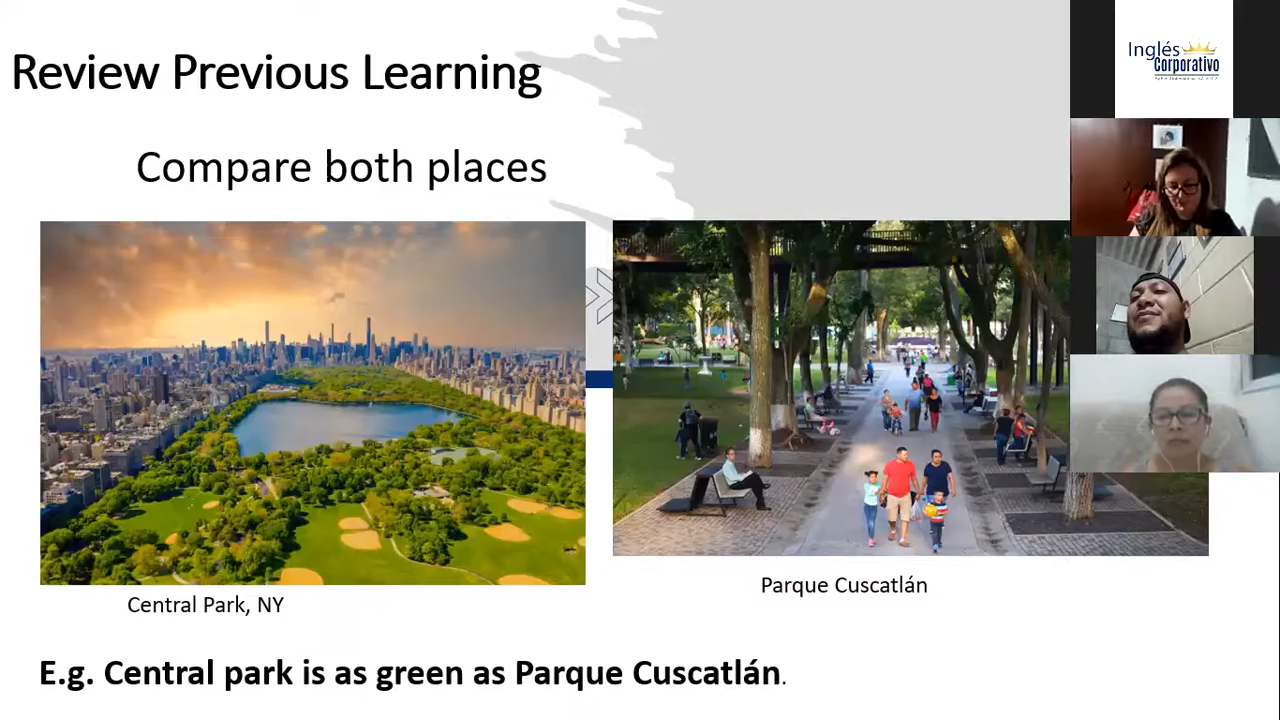 Review Previous Learning
Compare both places
Central Park, NY
Parque Cuscatlán
E.g. Central park is as green as Parque Cuscatlán.
Inglés
Corporativo